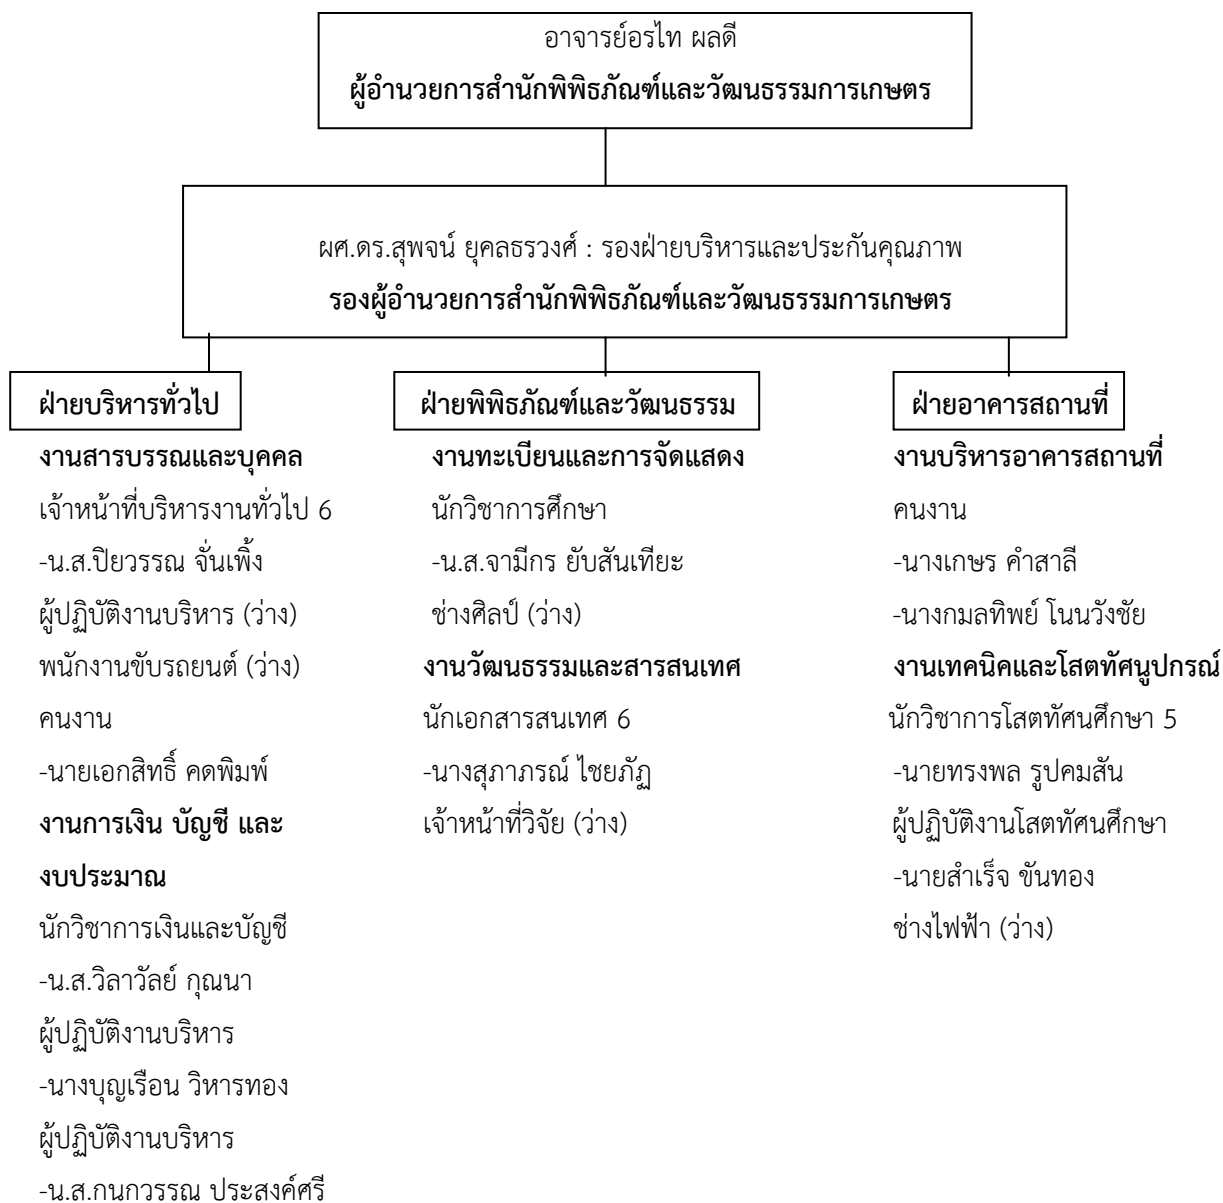 อาจารย์อรไท ผลดี
ผู้อำนวยการสำนักพิพิธภัณฑ์และวัฒนธรรมการเกษตร
ผศ.ดร.สุพจน์ ยุคลธรวงศ์ : รองฝ่ายบริหารและประกันคุณภาพ
รองผู้อำนวยการสำนักพิพิธภัณฑ์และวัฒนธรรมการเกษตร
ฝ่ายบริหารทั่วไป
งานสารบรรณและบุคคล
เจ้าหน้าที่บริหารงานทั่วไป 6
-น.ส.ปิยวรรณ จั่นเพิ้ง
ผู้ปฏิบัติงานบริหาร (ว่าง)
พนักงานขับรถยนต์ (ว่าง)
คนงาน
-นายเอกสิทธิ์ คดพิมพ์
งานการเงิน บัญชี และ
งบประมาณ
นักวิชาการเงินและบัญชี
-น.ส.วิลาวัลย์ กุณนา
ผู้ปฏิบัติงานบริหาร
-นางบุญเรือน วิหารทอง
ผู้ปฏิบัติงานบริหาร
-น.ส.กนกวรรณ ประสงค์ศรี
ฝ่ายพิพิธภัณฑ์และวัฒนธรรม
งานทะเบียนและการจัดแสดง
นักวิชาการศึกษา
-น.ส.จามีกร ยับสันเทียะ
ช่างศิลป์ (ว่าง)
งานวัฒนธรรมและสารสนเทศ
นักเอกสารสนเทศ 6
-นางสุภาภรณ์ ไชยภัฏ
เจ้าหน้าที่วิจัย (ว่าง)
ฝ่ายอาคารสถานที่
งานบริหารอาคารสถานที่
คนงาน
-นางเกษร คำสาลี
-นางกมลทิพย์ โนนวังชัย
งานเทคนิคและโสตทัศนูปกรณ์
นักวิชาการโสตทัศนศึกษา 5
-นายทรงพล รูปคมสัน
ผู้ปฏิบัติงานโสตทัศนศึกษา
-นายสำเร็จ ขันทอง
ช่างไฟฟ้า (ว่าง)